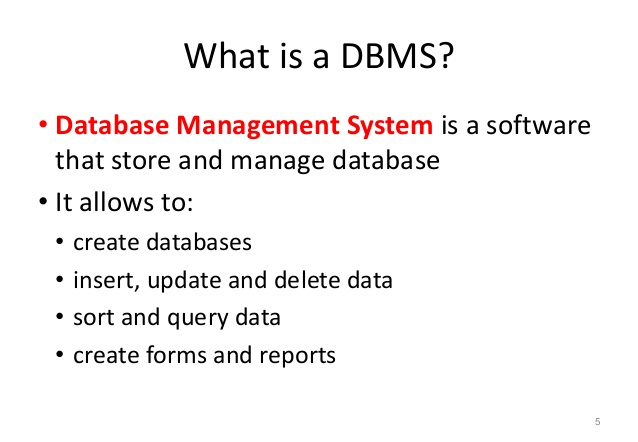 What is a DBMS?
• Database Management System is a software
that store and manage database
• It allows to:
• create databases
• insert, update and delete data
• sort and query data
• create forms and reports
5